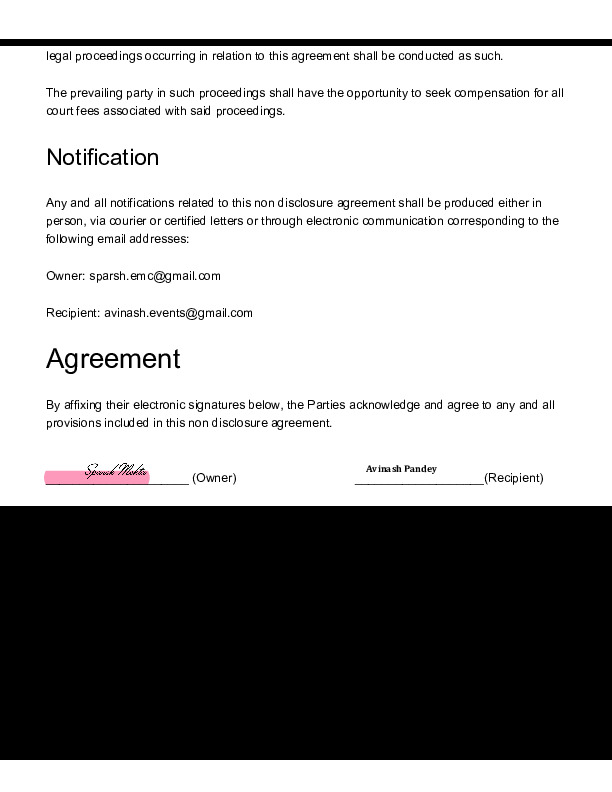 legal proceedings occurring in relation to this agreement shall be conducted as such.
The prevailing party in such proceedings shall have the opportunity to seek compensation for all
court fees associated with said proceedings.
Notification
Any and all notifications related to this non disclosure agreement shall be produced either in
person, via courier or certified letters or through electronic communication corresponding to the
following email addresses:
Owner: sparsh.emc@gmail.com
Recipient: avinash.events@gmail.com
Agreement
By affixing their electronic signatures below, the Parties acknowledge and agree to any and all
provisions included in this non disclosure agreement.
Sparsh Mehta (Owner) Avinash Pandey (Recipient)